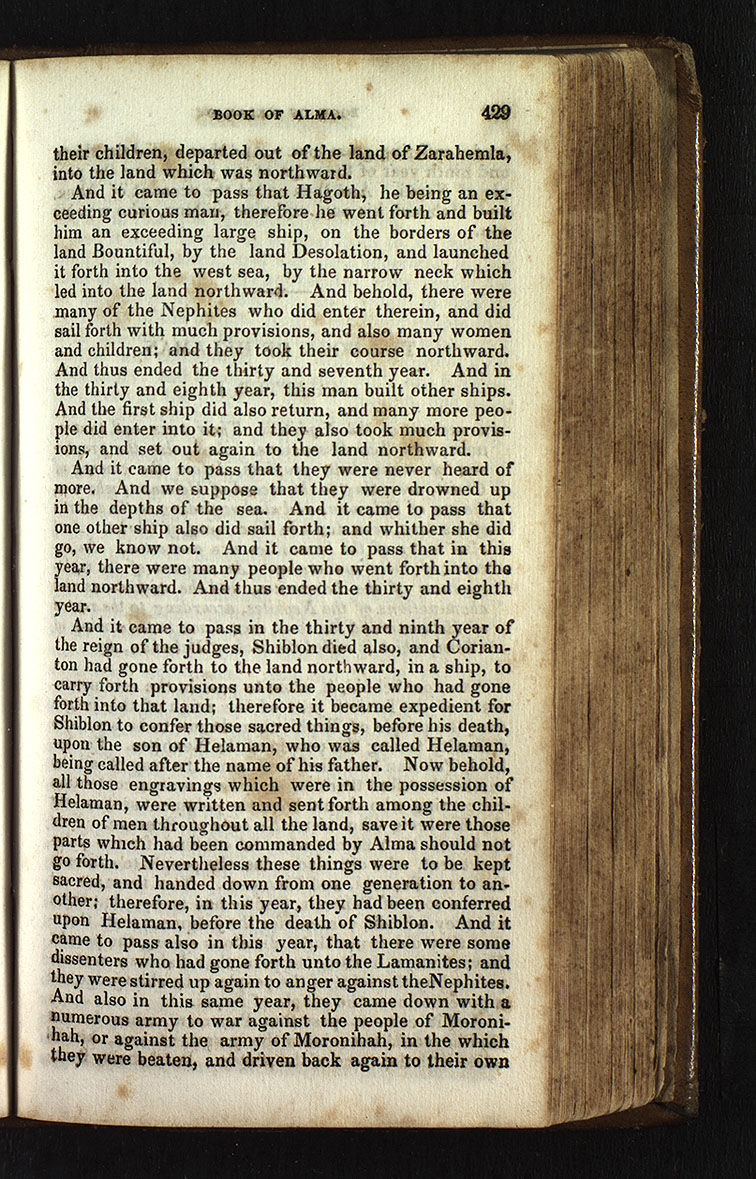 BOOK OF ALMA. 429
their children, departed out of the land of Zarahemla,
into the land which was northward.
And it came to pass that Hagoth, he being an ex-
ceeding curious man, therefore he went forth and built
him an exceeding large ship, on the borders of the
land Bountiful, by the land Desolation, and launched
it forth into the west sea, by the narrow neck which
led into the land northward. And behold, there were
many of the Nephites who did enter therein, and did
sail forth with much provisions, and also many women
and children; and they took their course northward.
And thus ended the thirty and seventh year. And in
the thirty and eighth year, this man built other ships.
And the first ship did also return, and many more peo-
ple did enter into it; and they also took much provis-
ions, and set out again to the land northward.
And it came to pass that they were never heard of
more. And we suppose that they were drowned up
in the depths of the sea. And it came to pass that
one other ship also did sail forth; and whither she did
go, we know not. And it came to pass that in this
year, there were many people who went forth into the
land northward. And thus ended the thirty and eighth
year.
And it came to pass in the thirty and ninth year of
the reign of the judges, Shiblon died also, and Corian-
ton had gone forth to the land northward, in a ship, to
carry forth provisions unto the people who had gone
forth into that land; therefore it became expedient for
Shiblon to confer those sacred things, before his death,
upon the son of Helaman, who was called Helaman,
being called after the name of his father. Now behold,
all those engravings which were in the possession of
Helaman, were written and sent forth among the chil-
dren of men throughout all the land, save it were those
parts which had been commanded by Alma should not
go forth. Nevertheless these things were to be kept
sacred, and handed down from one generation to an-
other; therefore, in this year, they had been conferred
upon Helaman, before the death of Shiblon. And it
came to pass also in this year, that there were some
dissenters who had gone forth unto the Lamanites; and
they were stirred up again to anger against theNephites.
And also in this same year, they came down with a
numerous army to war against the people of Moroni-
hah, or against the army of Moronihah, in the which
they were beaten, and driven back again to their own